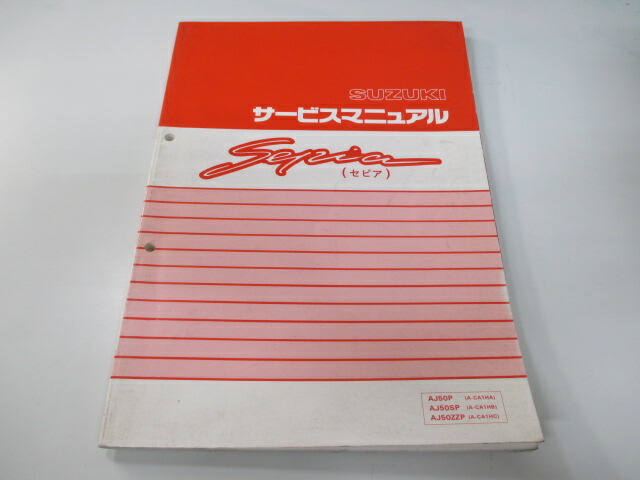 SUZUKI
サービスマニュアル
Sepia
(セピア)
AJ50P (A-CA1HA)
AJ50SP (A-CA1HB)
AJ50ZZP (A-CA1HC)